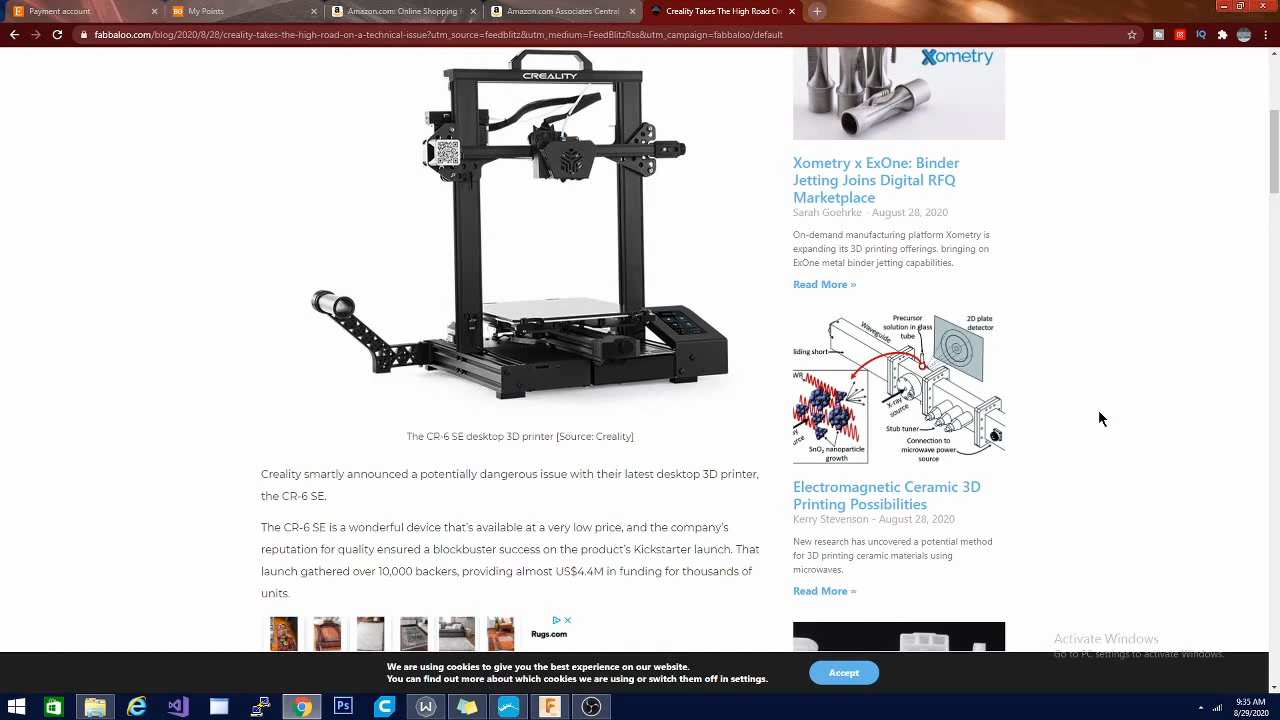 Payment account
My Points
Amazon.com: Online Shopping f
Amazon.com Associates Central
Creality Takes The High Road On
fabbaloo.com/blog/2020/8/28/creality-takes-the-high-road-on-a-technical-issue?utm_source=feedblitz&utm_medium=FeedBlitzRss&utm_campaign=fabbaloo/default
CREALITY
Xometry
Xometry x ExOne: Binder
Jetting Joins Digital RFQ
Marketplace
Sarah Goehrke - August 28, 2020
On-demand manufacturing platform Xometry is
expanding its 3D printing offerings, bringing on
ExOne metal binder jetting capabilities.
Read More »
Precursor
solution in glass
tube
2D plate
detector
Waveguide
liding short
WR
X-ray
source
ource
Stub tuner
SnO2 nanoparticle
growth
Connection to
microwave power
source
The CR-6 SE desktop 3D printer [Source: Creality]
Creality smartly announced a potentially dangerous issue with their latest desktop 3D printer,
the CR-6 SE.
The CR-6 SE is a wonderful device that's available at a very low price, and the company's
reputation for quality ensured a blockbuster success on the product's Kickstarter launch. That
launch gathered over 10,000 backers, providing almost US$4.4M in funding for thousands of
units.
Electromagnetic Ceramic 3D
Printing Possibilities
Kerry Stevenson - August 28, 2020
New research has uncovered a potential method
for 3D printing ceramic materials using
microwaves.
Read More »
Rugs.com
Activate Windows
Go to PC settings to activate Windows.
We are using cookies to give you the best experience on our website.
You can find out more about which cookies we are using or switch them off in settings.
Accept
9:35 AM
8/29/2020